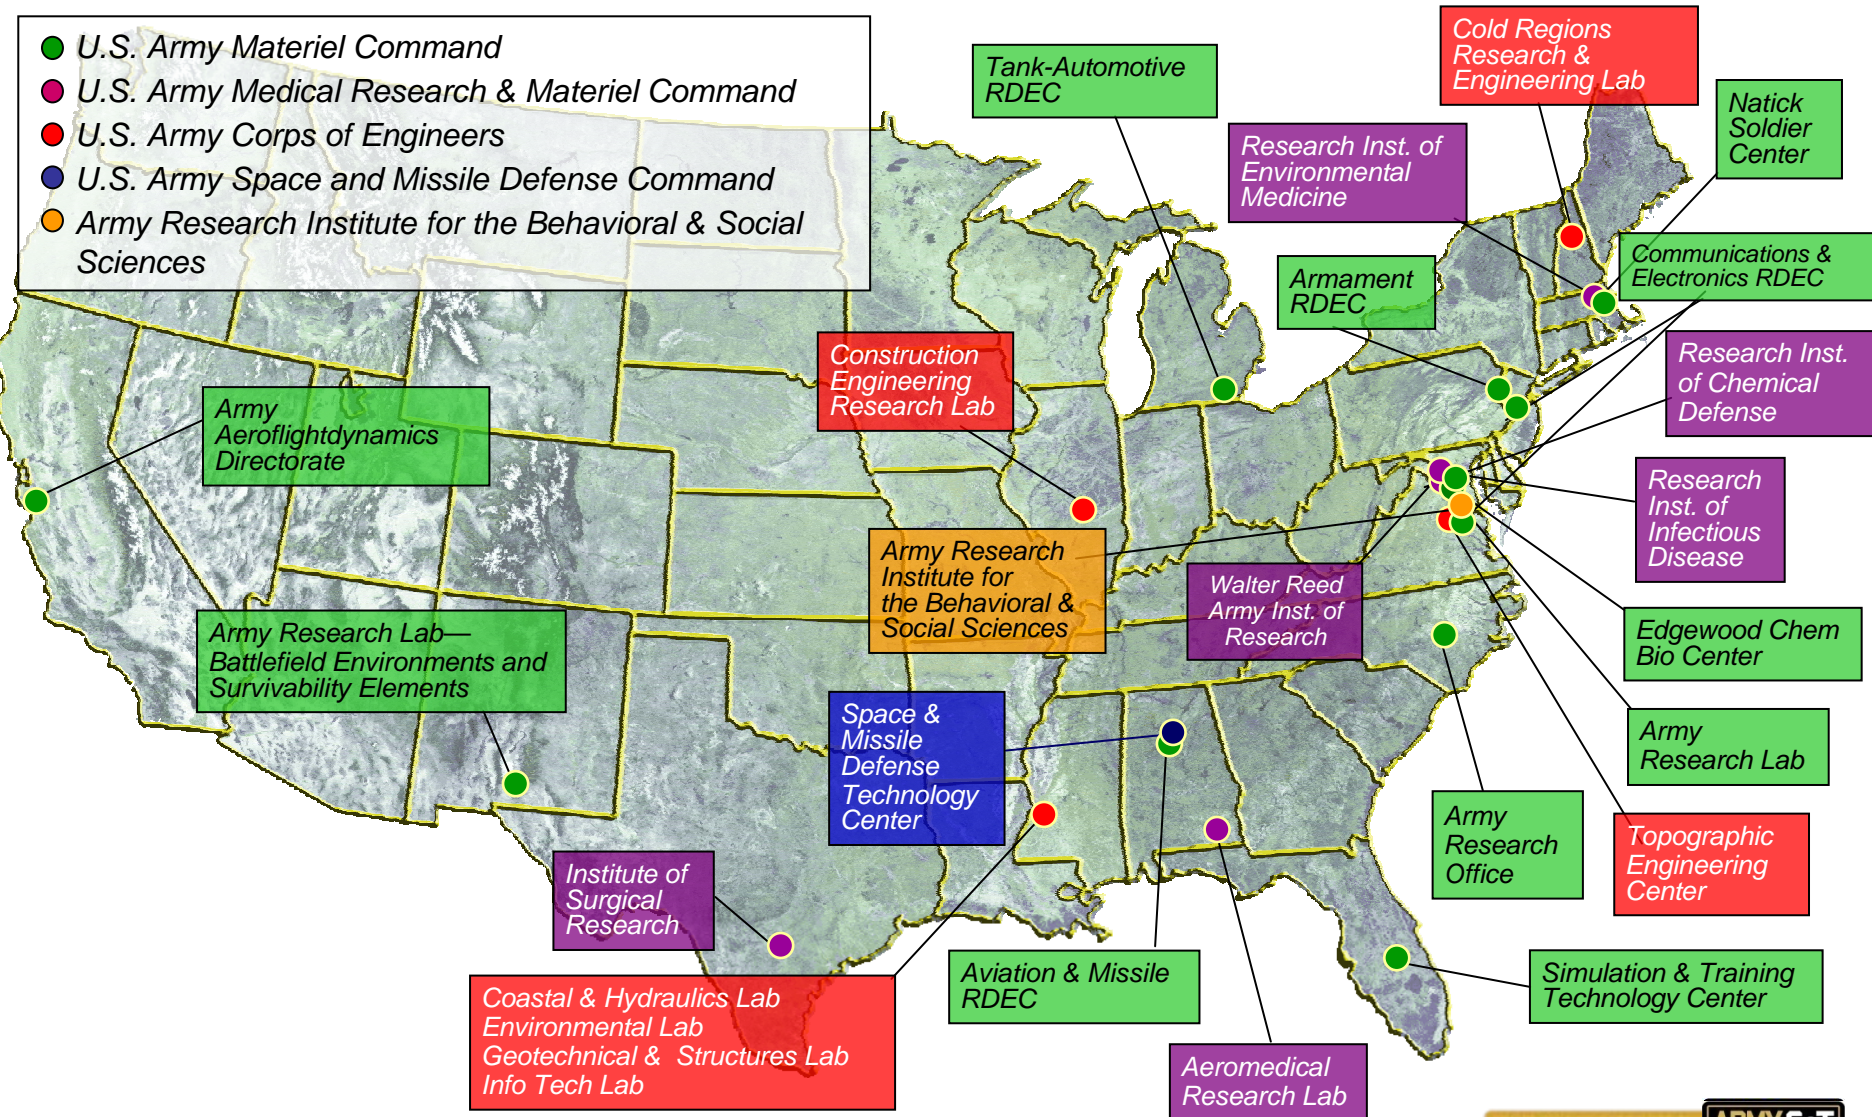 U.S. Army Materiel Command
U.S. Army Medical Research & Materiel Command
U.S. Army Corps of Engineers
U.S. Army Space and Missile Defense Command
Army Research Institute for the Behavioral & Social
Sciences
Tank-Automotive
RDEC
Cold Regions
Research &
Engineering Lab
Natick
Soldier
Center
Research Inst. of
Environmental
Medicine
Communications &
Electronics RDEC
Armament
RDEC
Construction
Engineering
Research Lab
Research Inst.
of Chemical
Defense
Army
Aeroflightdynamics
Directorate
Research
Inst. of
Infectious
Disease
Army Research
Institute for
the Behavioral &
Social Sciences
Walter Reed
Army Inst. of
Research
Edgewood Chem
Bio Center
Army Research Lab—
Battlefield Environments and
Survivability Elements
Space &
Missile
Defense
Technology
Center
Army
Research Lab
Army
Research
Office
Topographic
Engineering
Center
Institute of
Surgical
Research
Aviation & Missile
RDEC
Simulation & Training
Technology Center
Coastal & Hydraulics Lab
Environmental Lab
Geotechnical & Structures Lab
Info Tech Lab
Aeromedical
Research Lab